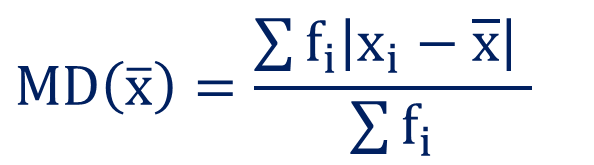 MD(x̅) = ∑ fᵢ|xᵢ − x̅| / ∑ fᵢ